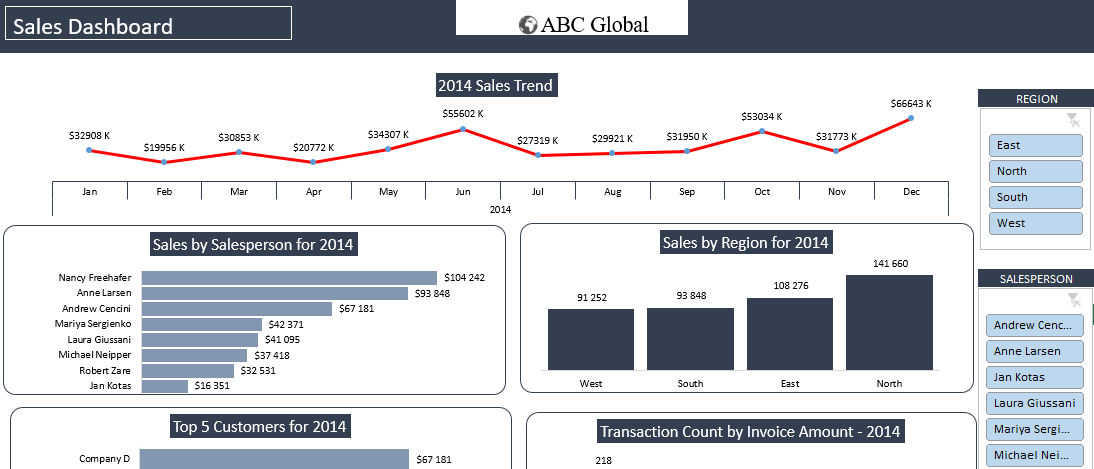 Sales Dashboard
ABC Global
2014 Sales Trend
$32908 K
$19956 K
$30853 K
$20772 K
$34307 K
$55602 K
$27319 K
$29921 K
$31950 K
$53034 K
$31773 K
$66643 K
Jan
Feb
Mar
Apr
May
Jun
Jul
Aug
Sep
Oct
Nov
Dec
2014
REGION
East
North
South
West
Sales by Salesperson for 2014
Nancy Freehafer $104 242
Anne Larsen $93 848
Andrew Cencini $67 181
Mariya Sergienko $42 371
Laura Giussani $41 095
Michael Neipper $37 418
Robert Zare $32 531
Jan Kotas $16 351
Sales by Region for 2014
91 252
93 848
108 276
141 660
West
South
East
North
SALESPERSON
Andrew Cenc...
Anne Larsen
Jan Kotas
Laura Giussani
Mariya Sergi...
Michael Nei...
Top 5 Customers for 2014
Company D $67 181
Transaction Count by Invoice Amount - 2014
218